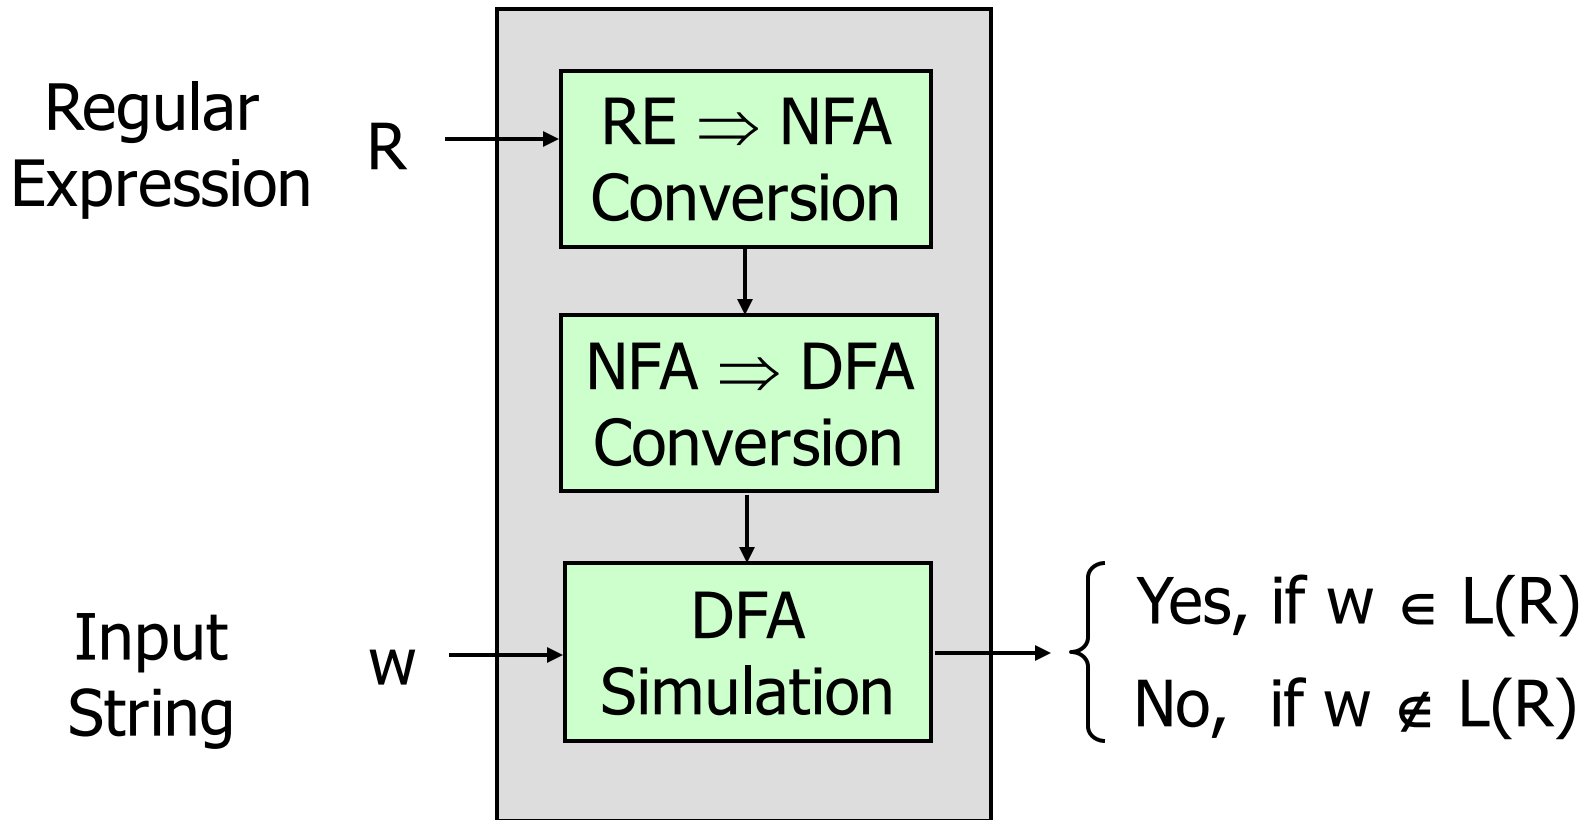 Regular
Expression
R
RE ⇒ NFA
Conversion
NFA ⇒ DFA
Conversion
Input
String
w
DFA
Simulation
Yes, if w ∈ L(R)
No, if w ∉ L(R)